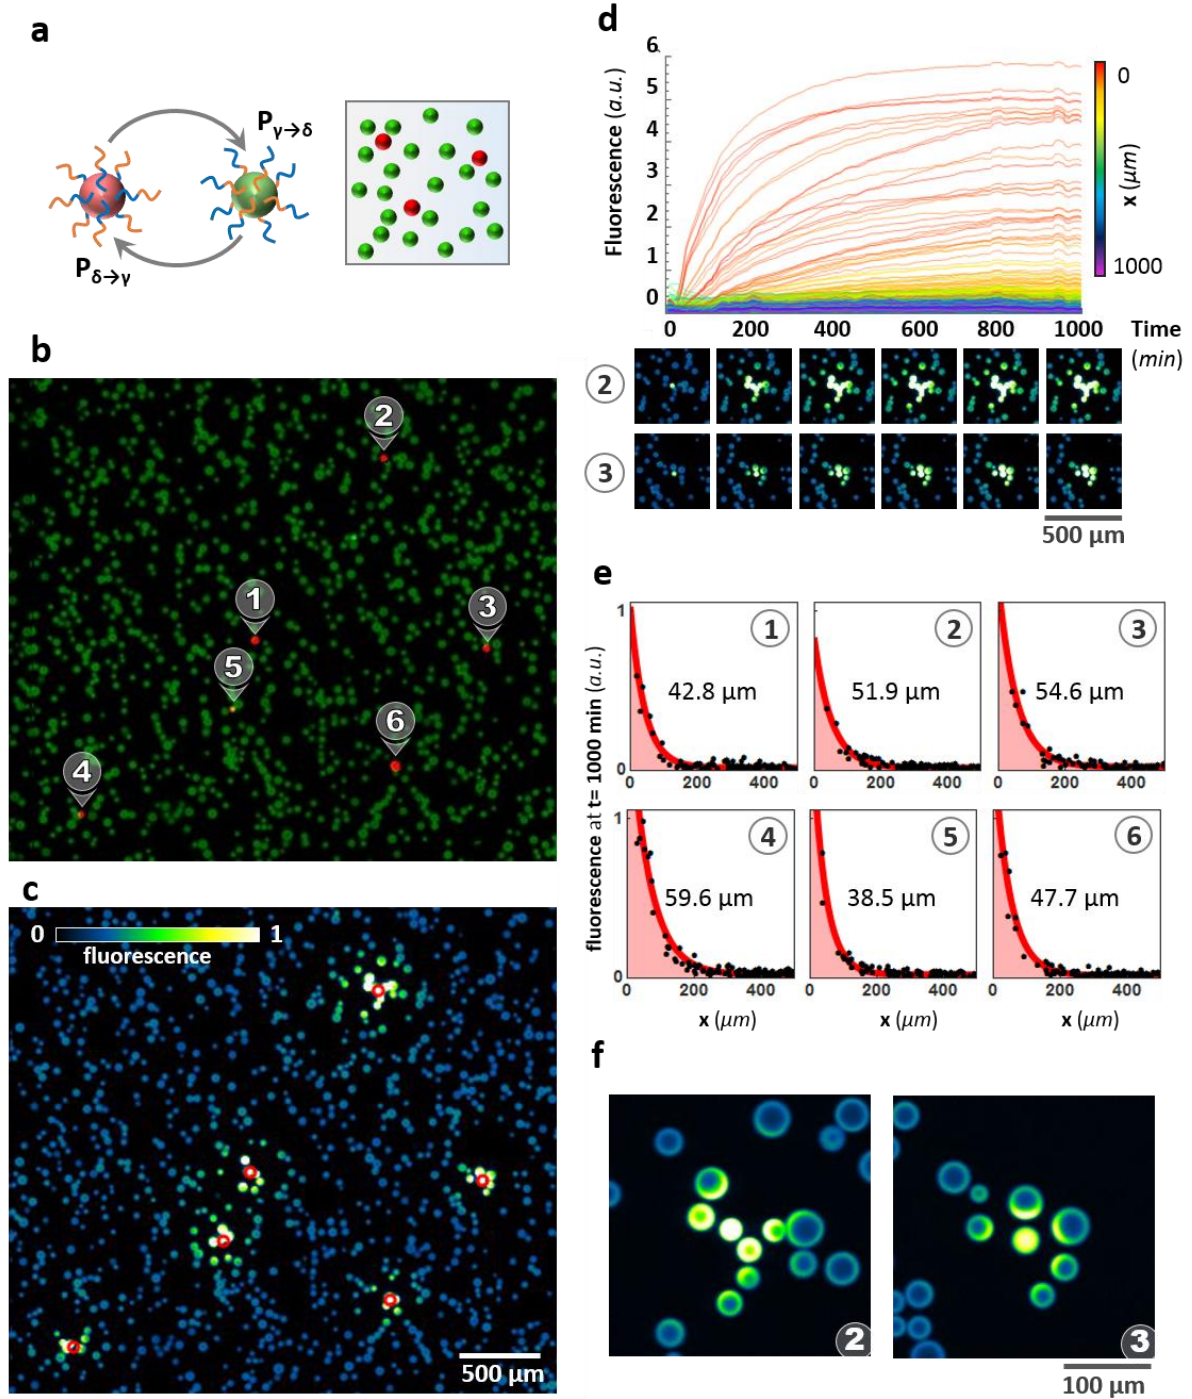 a
P γ→δ
P δ→γ
b
2
1
3
5
6
4
c
0 1
fluorescence
500 µm
d
Fluorescence (a.u.)
6
5
4
3
2
1
0
0 200 400 600 800 1000 Time
(min)
0
x (µm)
1000
2
3
500 µm
e
fluorescence at t= 1000 min (a.u.)
1
0
1
42.8 µm
0 200 400
2
51.9 µm
0 200 400
3
54.6 µm
0 200 400
1
0
4
59.6 µm
0 200 400
x (µm)
5
38.5 µm
0 200 400
x (µm)
6
47.7 µm
0 200 400
x (µm)
f
2
3
100 µm